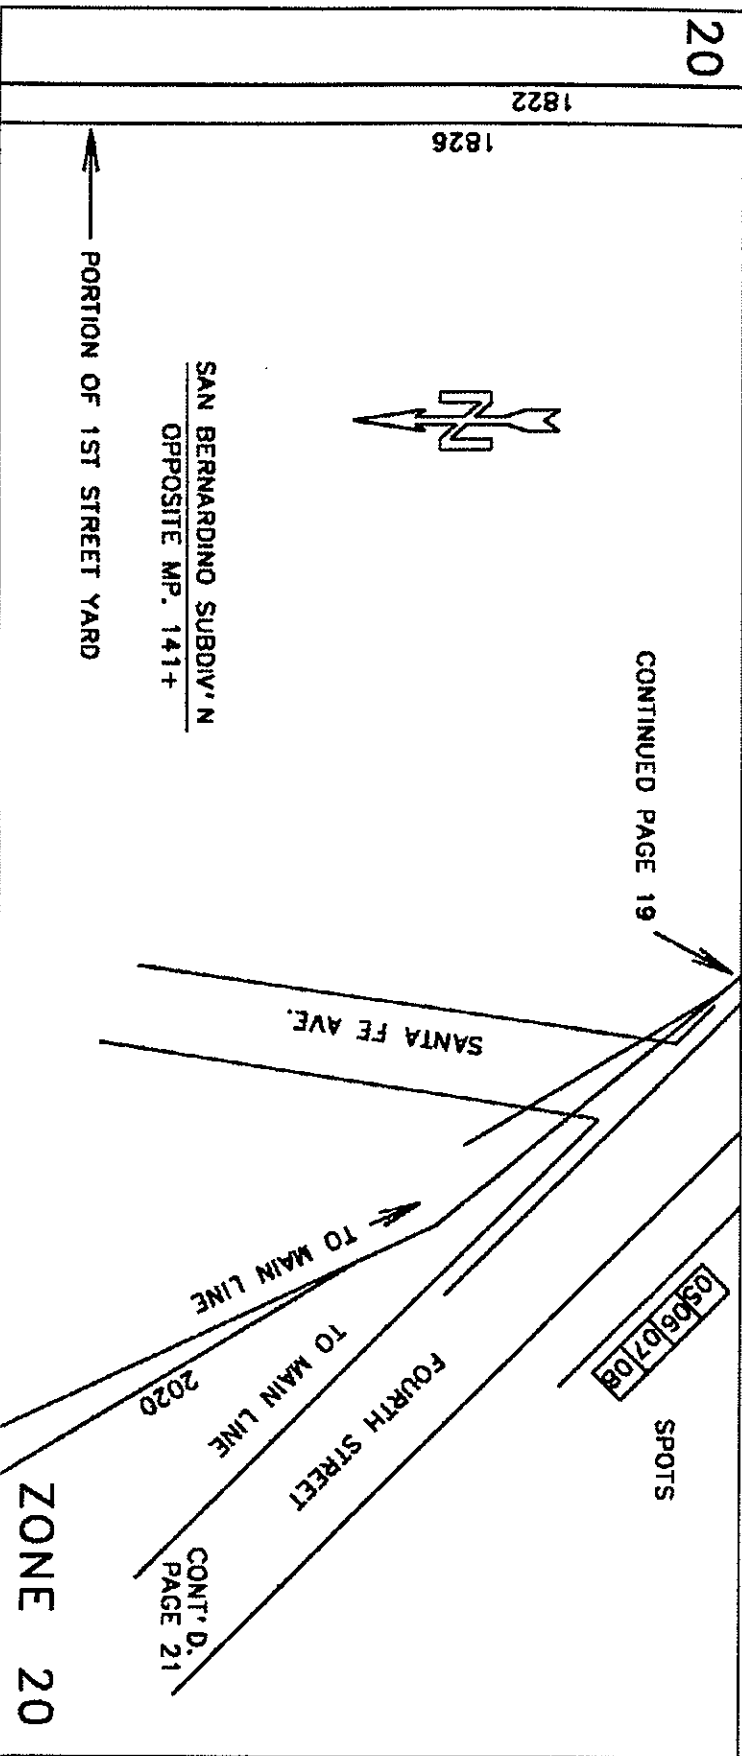 20
1822
1826
PORTION OF 1ST STREET YARD
SAN BERNARDINO SUBDIV'N
OPPOSITE MP. 141+
N
CONTINUED PAGE 19
SANTA FE AVE.
TO MAIN LINE
2020
TO MAIN LINE
FOURTH STREET
05 06 07 08
SPOTS
CONT'D.
PAGE 21
ZONE 20